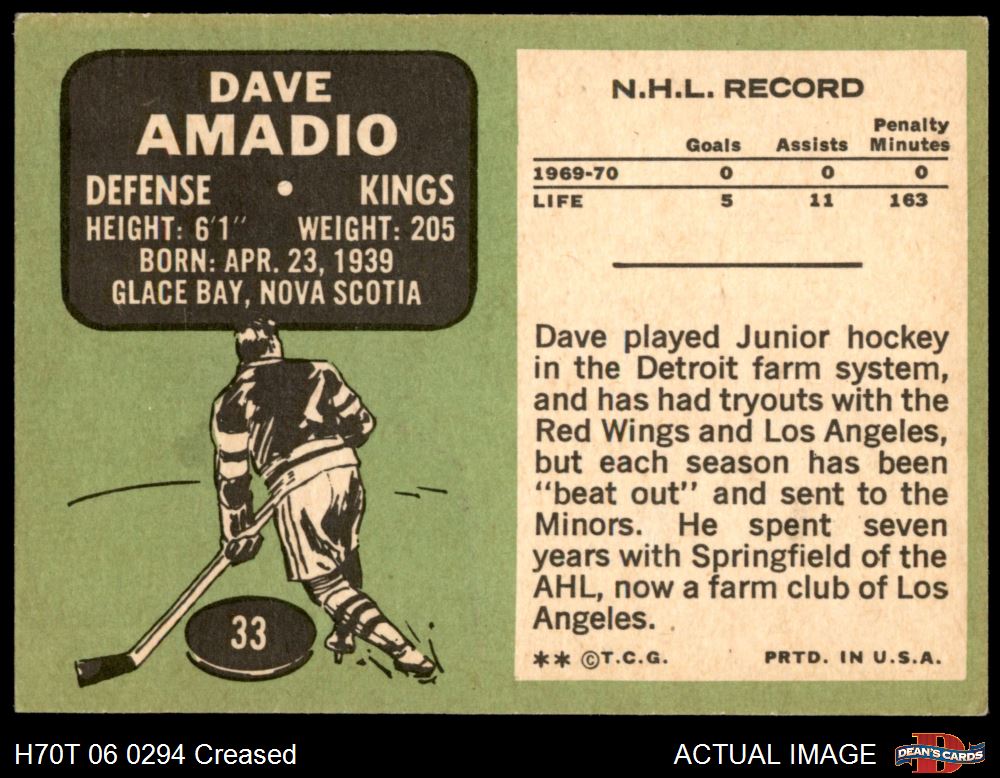 DAVE
AMADIO
DEFENSE • KINGS
HEIGHT: 6'1" WEIGHT: 205
BORN: APR. 23, 1939
GLACE BAY, NOVA SCOTIA
33
N.H.L. RECORD
Goals Assists Penalty Minutes
1969-70 0 0 0
LIFE 5 11 163
Dave played Junior hockey
in the Detroit farm system,
and has had tryouts with the
Red Wings and Los Angeles,
but each season has been
"beat out" and sent to the
Minors. He spent seven
years with Springfield of the
AHL, now a farm club of Los
Angeles.
** ©T.C.G. PRTD. IN U.S.A.
H70T 06 0294 Creased ACTUAL IMAGE DEAN'S CARDS